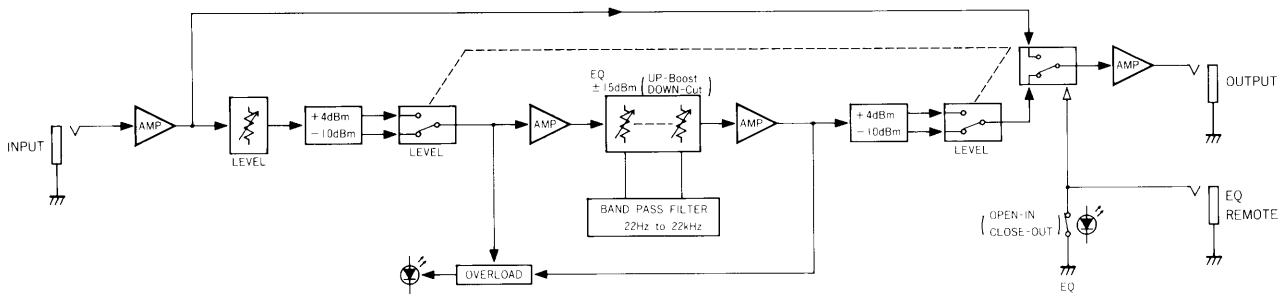 INPUT
AMP
LEVEL
+4dBm
-10dBm
LEVEL
AMP
EQ
±15dBm (UP-Boost
DOWN-Cut)
BAND PASS FILTER
22Hz to 22kHz
AMP
OVERLOAD
+4dBm
-10dBm
LEVEL
AMP
OUTPUT
(OPEN-IN
CLOSE-OUT)
EQ
EQ
REMOTE